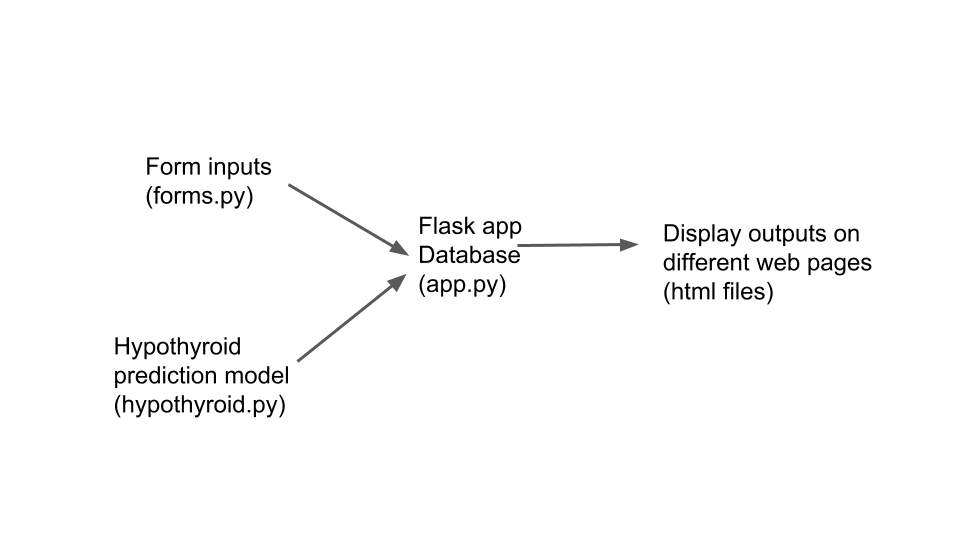 Form inputs
(forms.py)
Flask app
Database
(app.py)
Display outputs on
different web pages
(html files)
Hypothyroid
prediction model
(hypothyroid.py)